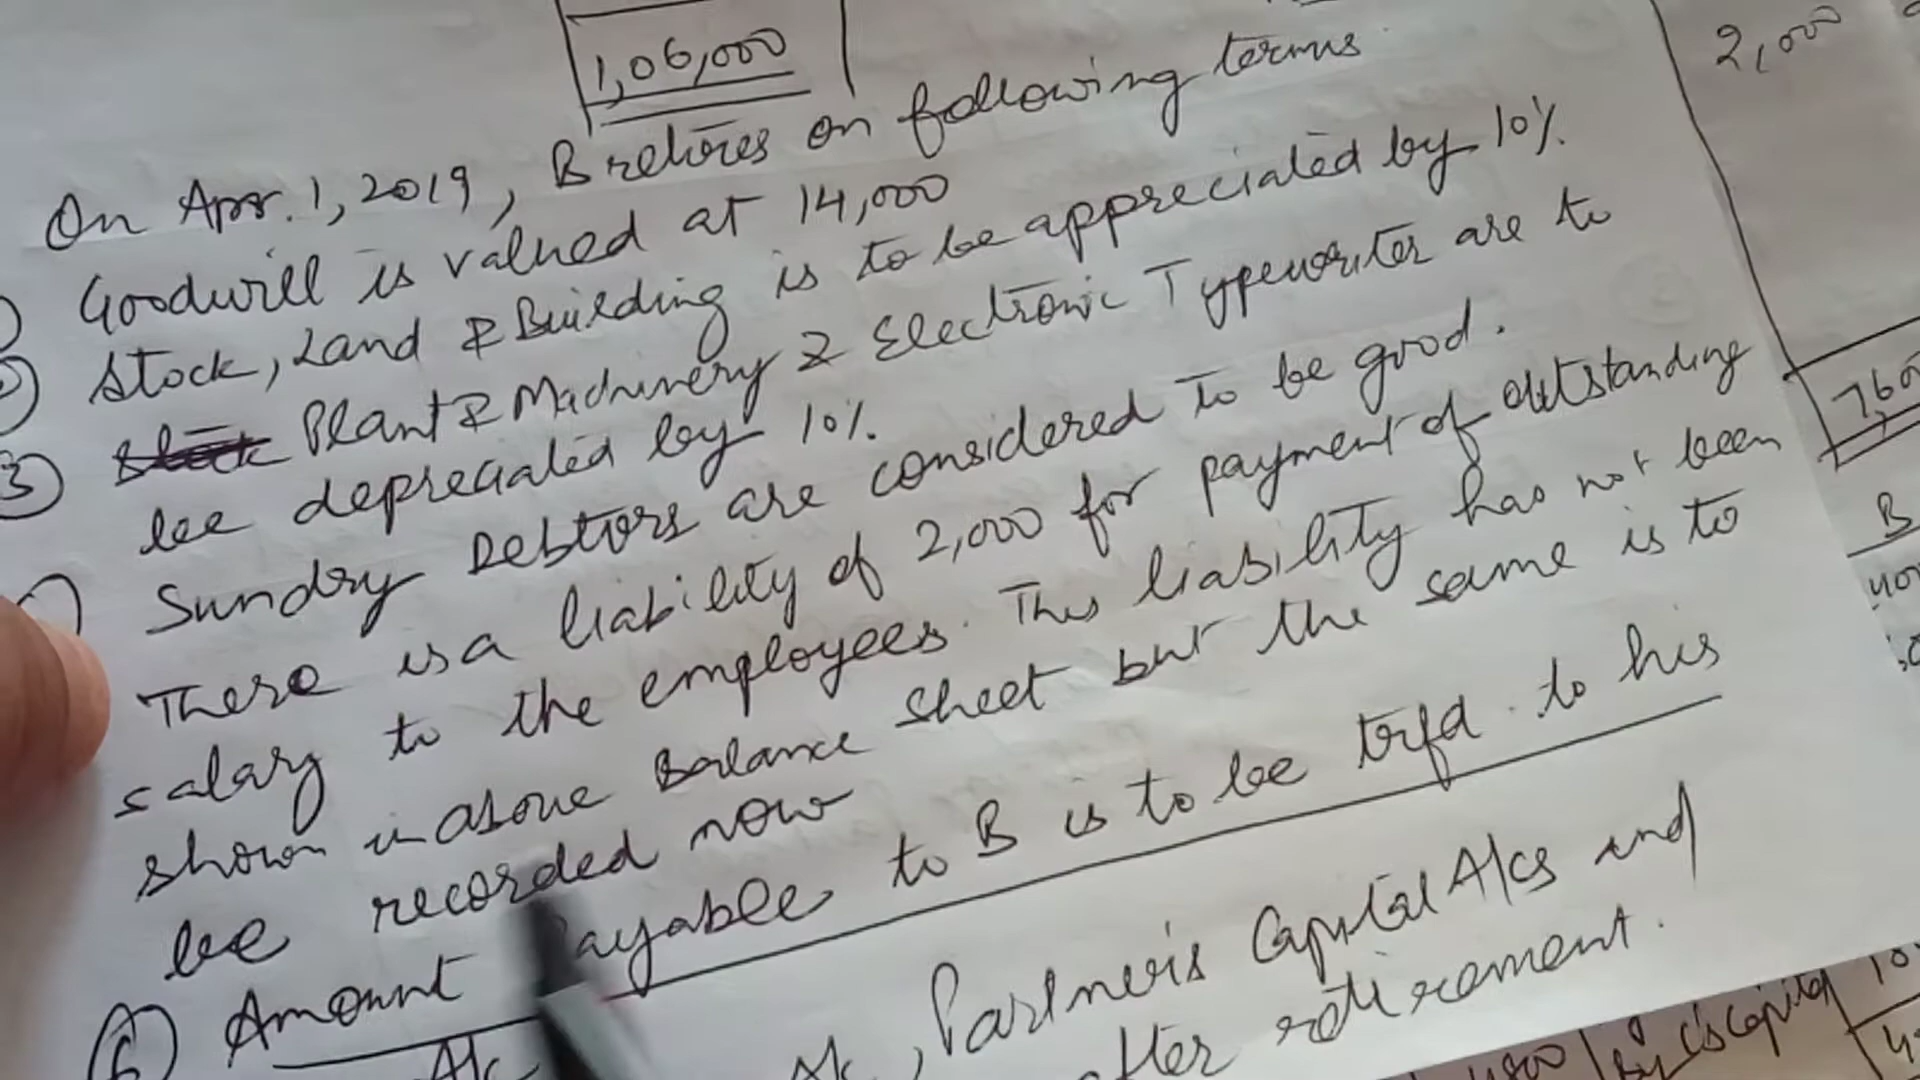 1,06,000
On Apr. 1, 2019, B retires on following terms
Goodwill is valued at 14,000
Stock, Land & Building is to be appreciated by 10%.
3 Plant & Machinery & Electronic Typewriter are to
be depreciated by 10%.
Sundry Debtors are considered to be good.
There is a liability of 2,000 for payment of outstanding
salary to the employees. This liability has not been
shown in above Balance sheet but the same is to
be recorded now
6 Amount Payable to B is to be trfd. to his
A/c
A/c, Partner's Capital A/cs and
after retirement.
2,000
B
By C's capital